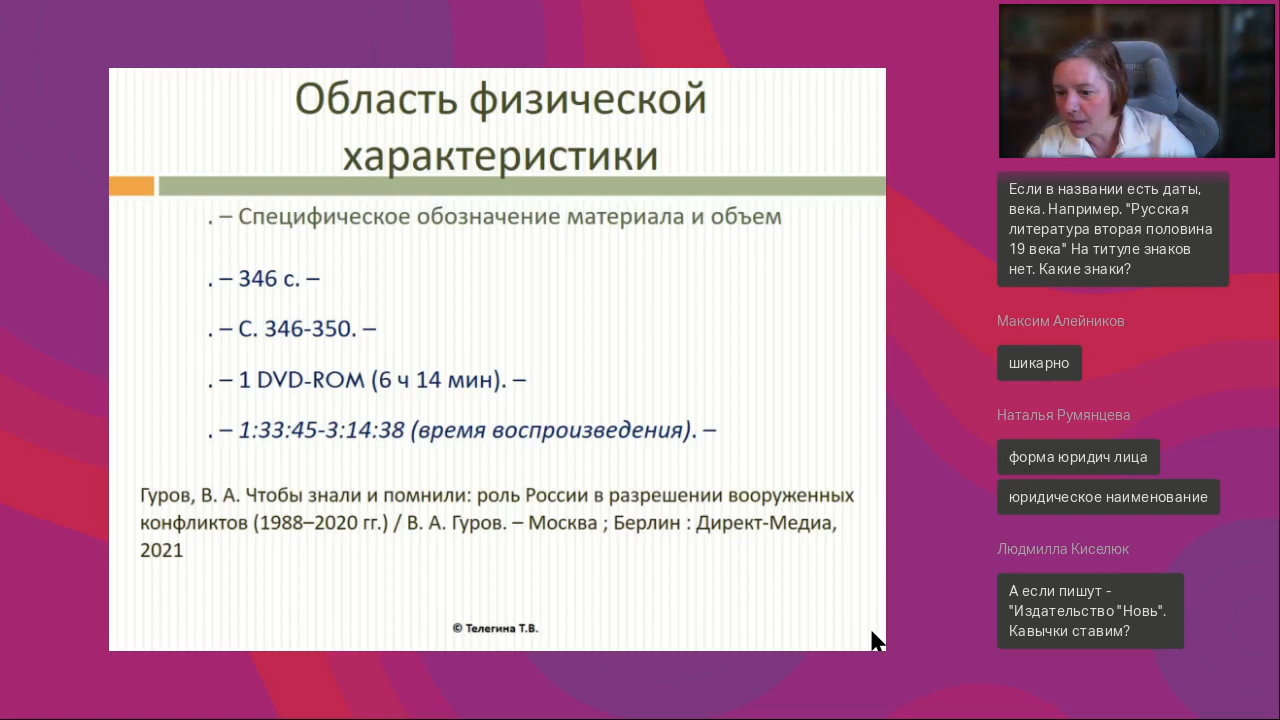 Область физической
характеристики
. – Специфическое обозначение материала и объем
. – 346 с. –
. – С. 346-350. –
. – 1 DVD-ROM (6 ч 14 мин). –
. – 1:33:45-3:14:38 (время воспроизведения). –
Гуров, В. А. Чтобы знали и помнили: роль России в разрешении вооруженных
конфликтов (1988–2020 гг.) / В. А. Гуров. – Москва ; Берлин : Директ-Медиа,
2021
© Телегина Т.В.
Если в названии есть даты,
века. Например. "Русская
литература вторая половина
19 века" На титуле знаков
нет. Какие знаки?
Максим Алейников
шикарно
Наталья Румянцева
форма юридич лица
юридическое наименование
Людмилла Киселюк
А если пишут -
"Издательство "Новь".
Кавычки ставим?